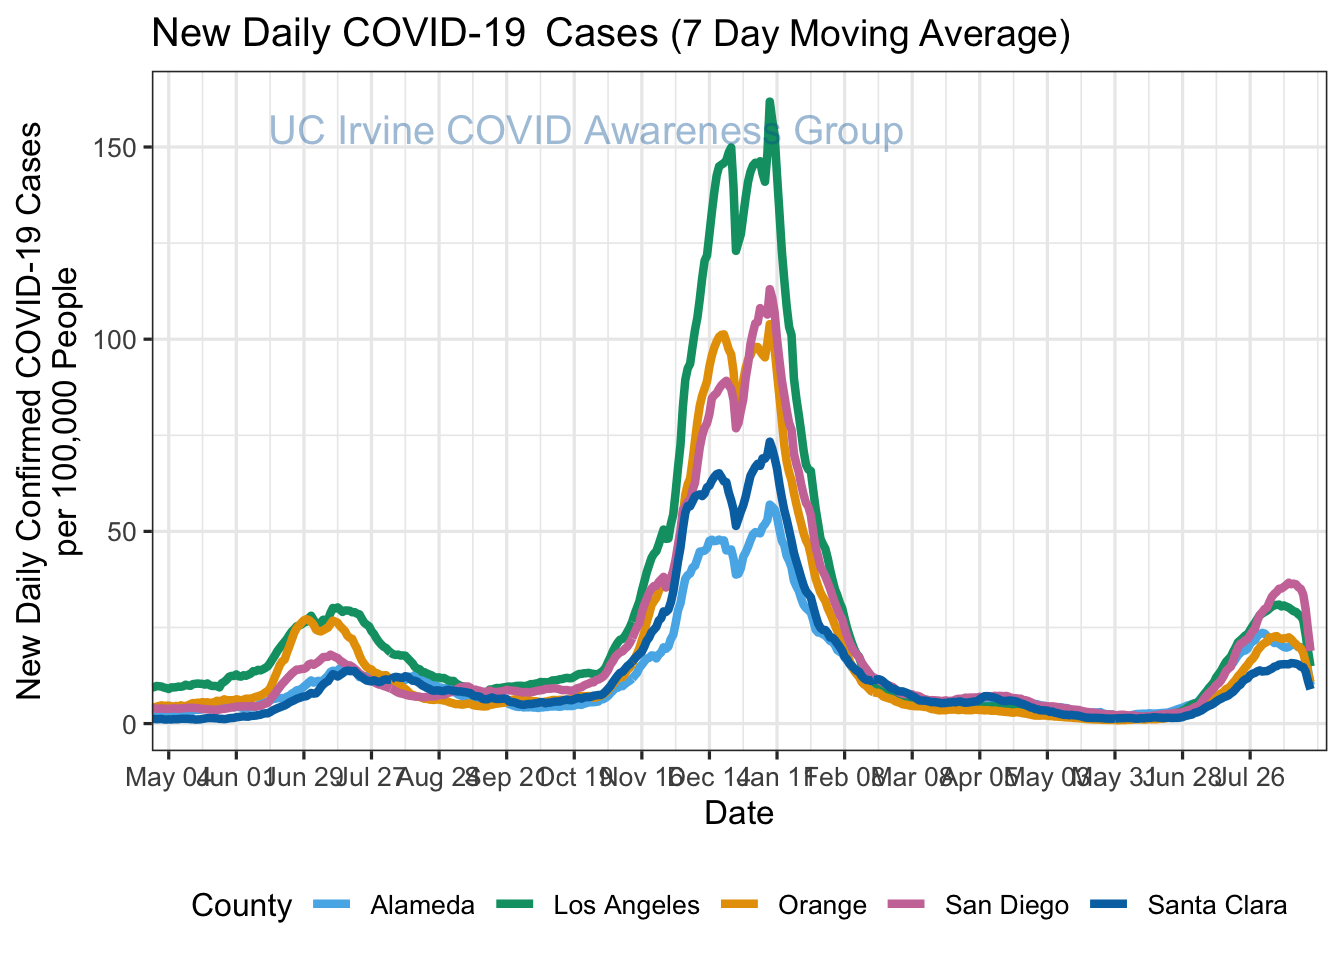 New Daily COVID-19  Cases (7 Day Moving Average)
UC Irvine COVID Awareness Group
New Daily Confirmed COVID-19 Cases
per 100,000 People
150
100
50
0
May 04 Jun 01 Jun 29 Jul 27 Aug 24 Sep 21 Oct 19 Nov 16 Dec 14 Jan 11 Feb 08 Mar 08 Apr 05 May 03 May 31 Jun 28 Jul 26
Date
County Alameda Los Angeles Orange San Diego Santa Clara